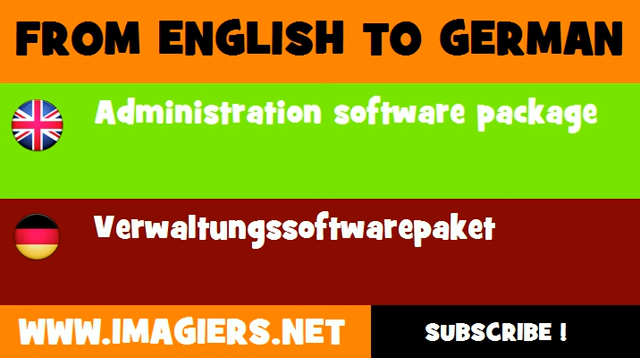 FROM ENGLISH TO GERMAN
Administration software package
Verwaltungssoftwarepaket
WWW.IMAGIERS.NET
SUBSCRIBE !